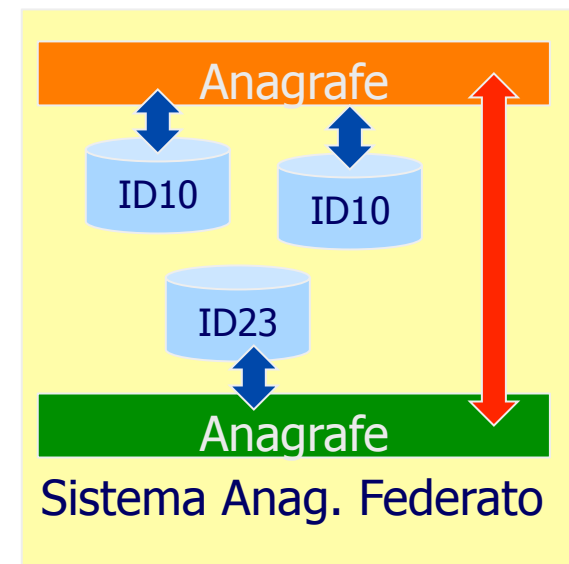 Anagrafe
ID10
ID10
ID23
Anagrafe
Sistema Anag. Federato